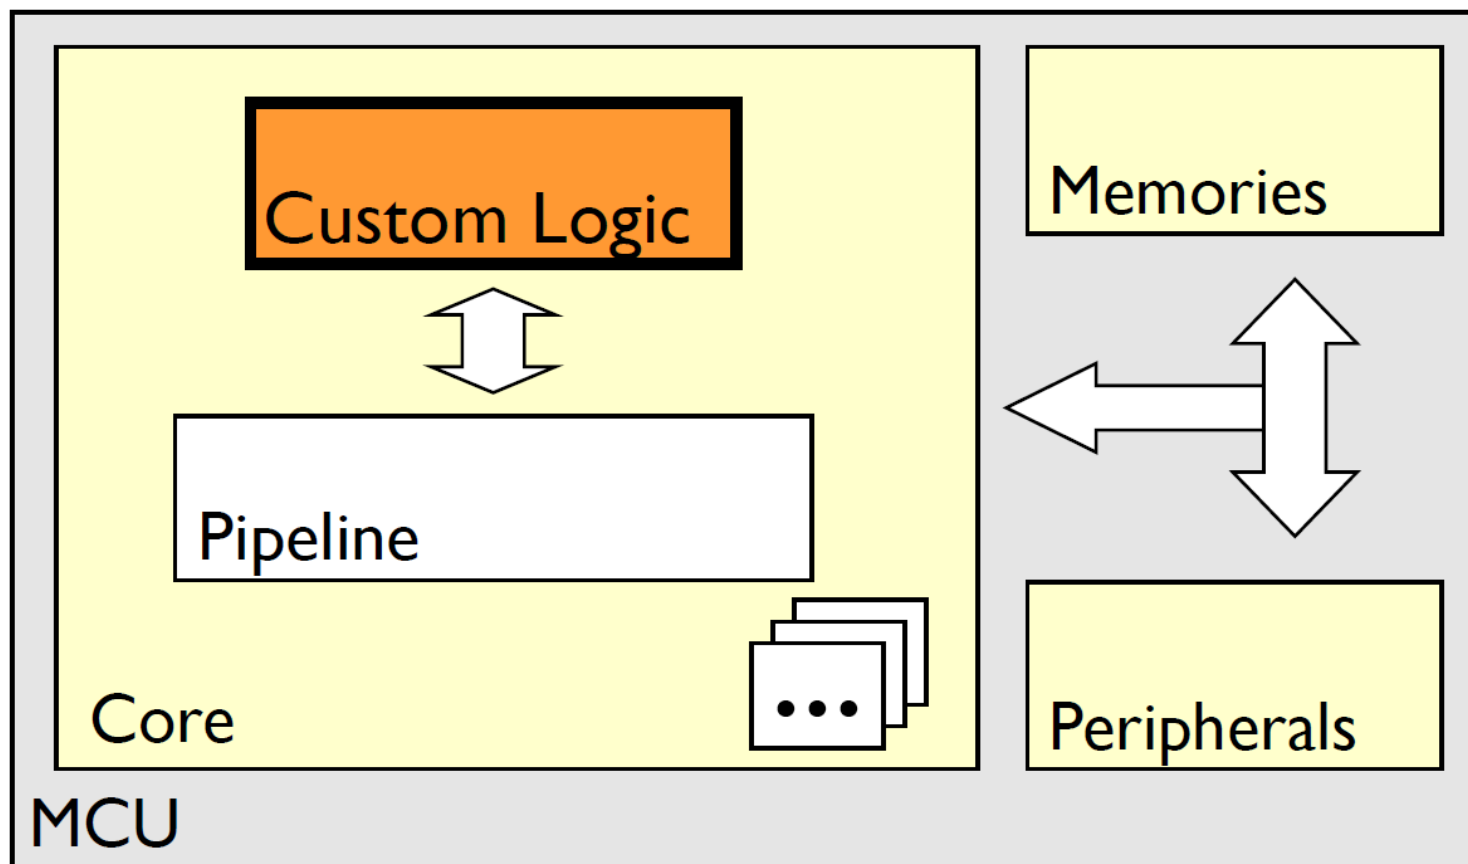 Custom Logic
Memories
Pipeline
Core
...
Peripherals
MCU